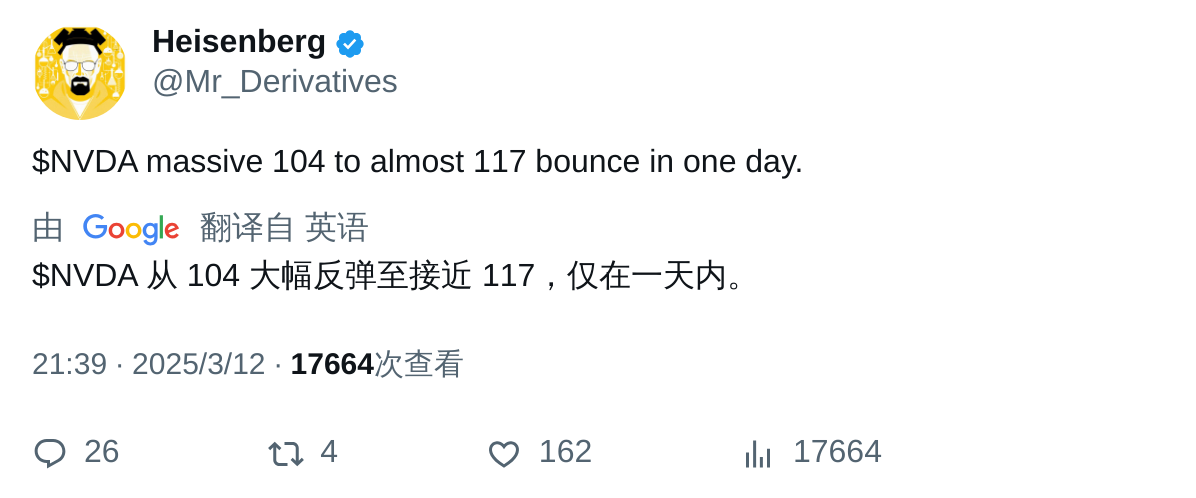 Heisenberg
@Mr_Derivatives
$NVDA massive 104 to almost 117 bounce in one day.
由 Google 翻译自 英语
$NVDA 从 104 大幅反弹至接近 117，仅在一天内。
21:39 · 2025/3/12 · 17664次查看
26 4 162 17664